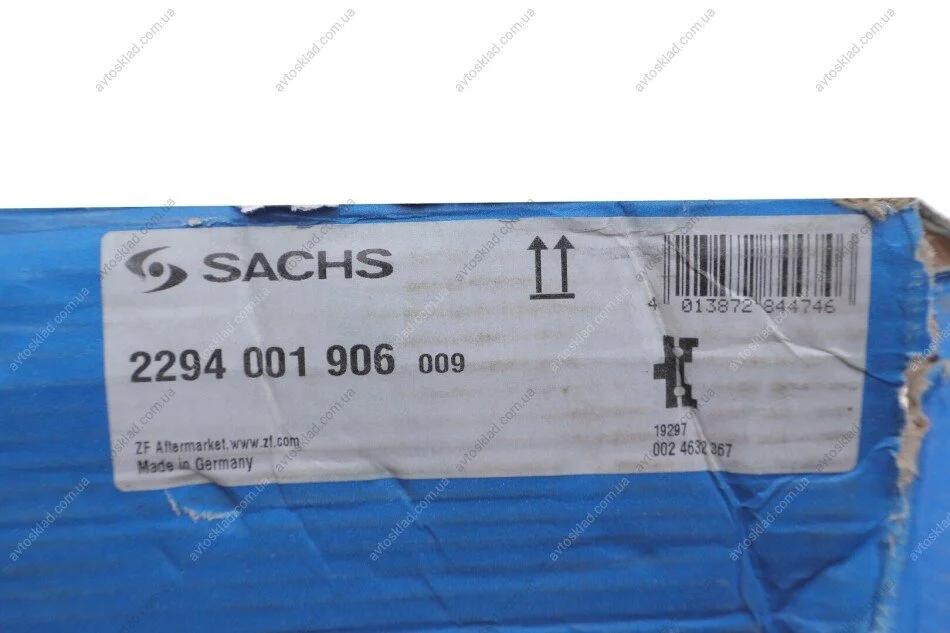 SACHS
4 013872 844746
2294 001 906 009
19297
002 4632 367
ZF Aftermarket.www.zf.com
Made in Germany
avtosklad.com.ua